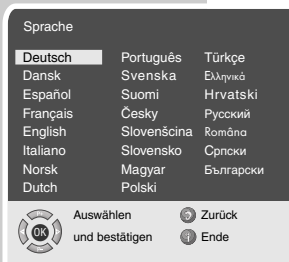 Sprache
Deutsch Português Türkçe
Dansk Svenska Ελληνικά
Español Suomi Hrvatski
Français Česky Русский
English Slovenšcina Româna
Italiano Slovensko Српски
Norsk Magyar Български
Dutch Polski
Auswählen Zurück
OK und bestätigen i Ende